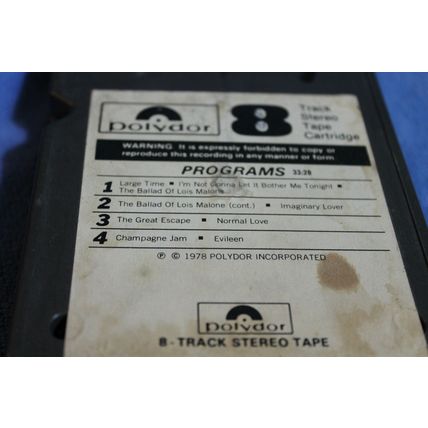 polydor
8 Track
Stereo
Tape
Cartridge
WARNING: It is expressly forbidden to copy or
reproduce this recording in any manner or form
PROGRAMS 33:28
1 Large Time ■ I'm Not Gonna Let It Bother Me Tonight ■
The Ballad Of Lois Malone
2 The Ballad Of Lois Malone (cont.) ■ Imaginary Lover
3 The Great Escape ■ Normal Love
4 Champagne Jam ■ Evileen
℗ © 1978 POLYDOR INCORPORATED
polydor
8-TRACK STEREO TAPE